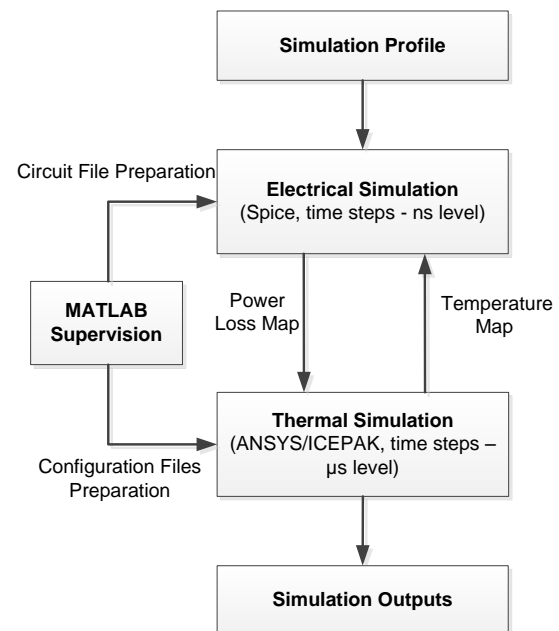 Simulation Profile
Circuit File Preparation
Electrical Simulation
(Spice, time steps - ns level)
MATLAB
Supervision
Power
Loss Map
Temperature
Map
Thermal Simulation
(ANSYS/ICEPAK, time steps –
µs level)
Configuration Files
Preparation
Simulation Outputs